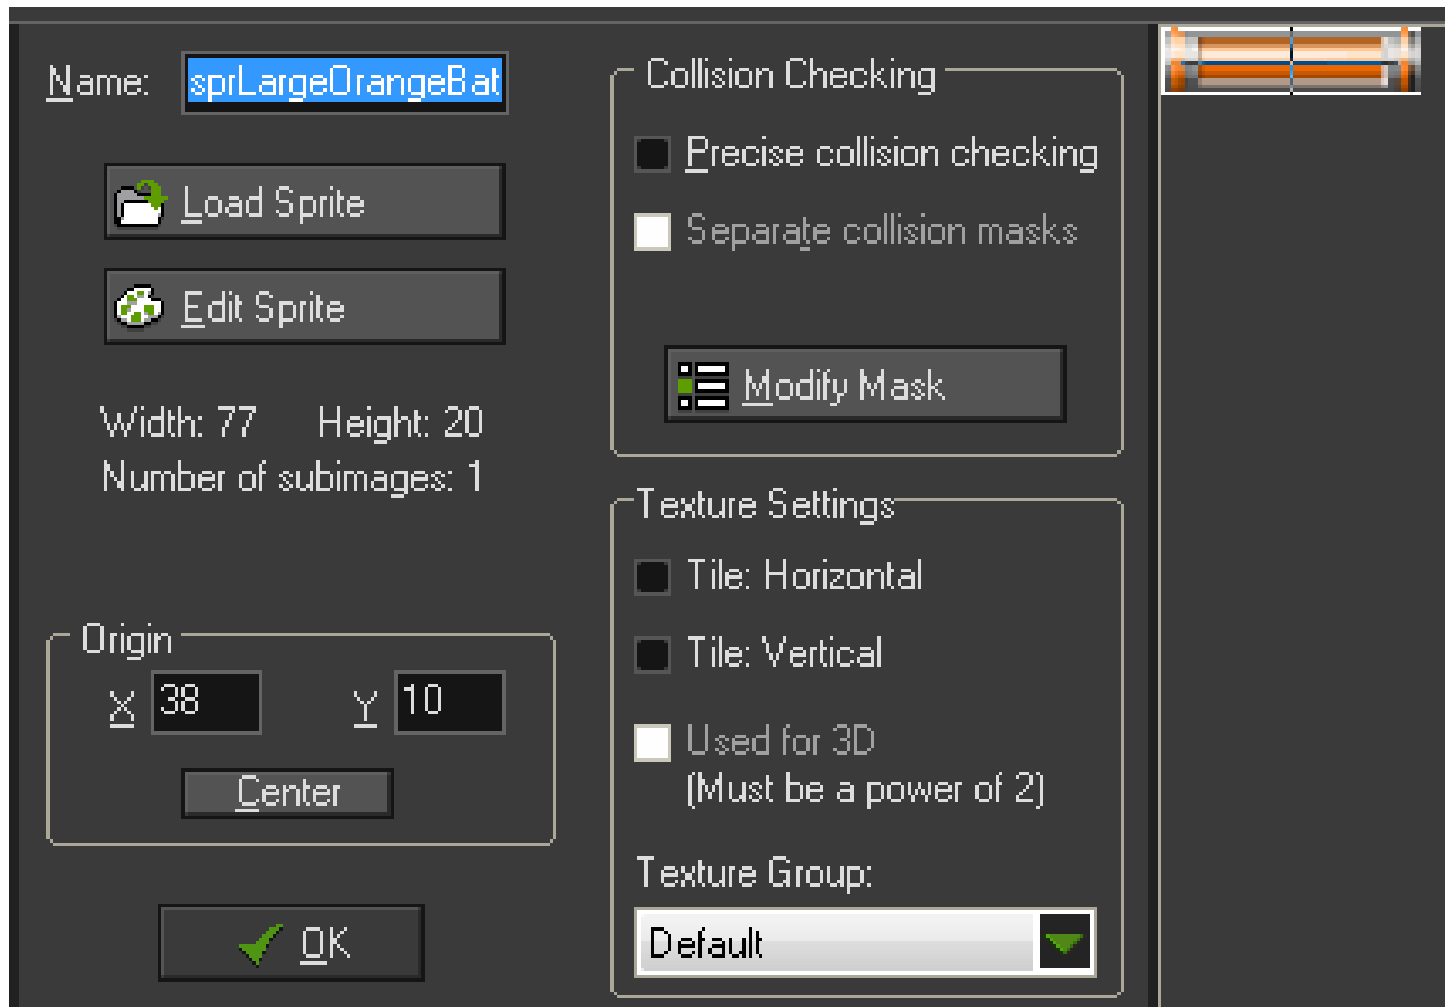 Name: sprLargeOrangeBat
Load Sprite
Edit Sprite
Width: 77 Height: 20
Number of subimages: 1
Origin
X 38 Y 10
Center
OK
Collision Checking
Precise collision checking
Separate collision masks
Modify Mask
Texture Settings
Tile: Horizontal
Tile: Vertical
Used for 3D
(Must be a power of 2)
Texture Group:
Default